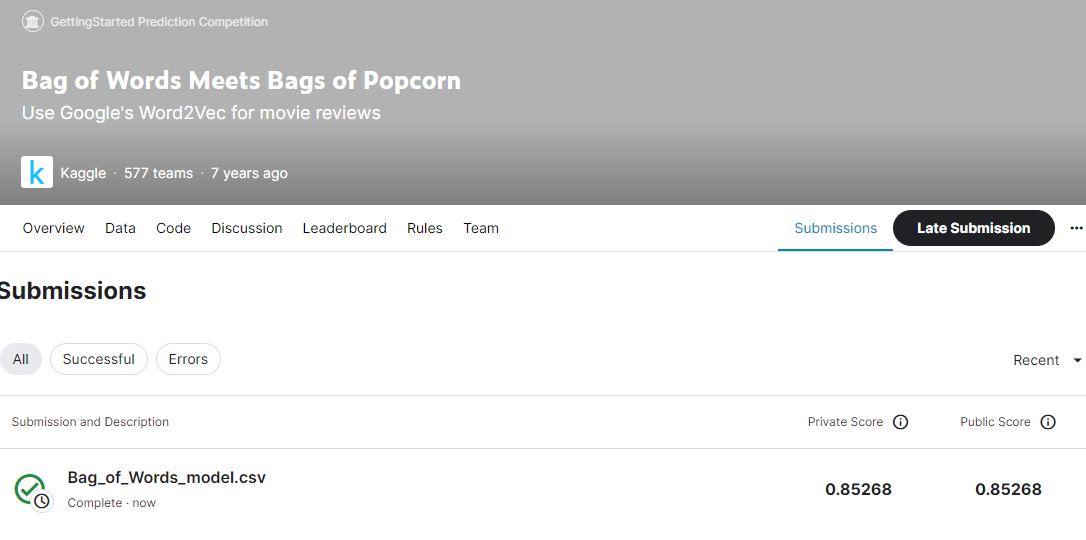 GettingStarted Prediction Competition
Bag of Words Meets Bags of Popcorn
Use Google's Word2Vec for movie reviews
k Kaggle · 577 teams · 7 years ago
Overview Data Code Discussion Leaderboard Rules Team Submissions Late Submission ...
Submissions
All Successful Errors Recent
Submission and Description Private Score Public Score
Bag_of_Words_model.csv 0.85268 0.85268
Complete · now